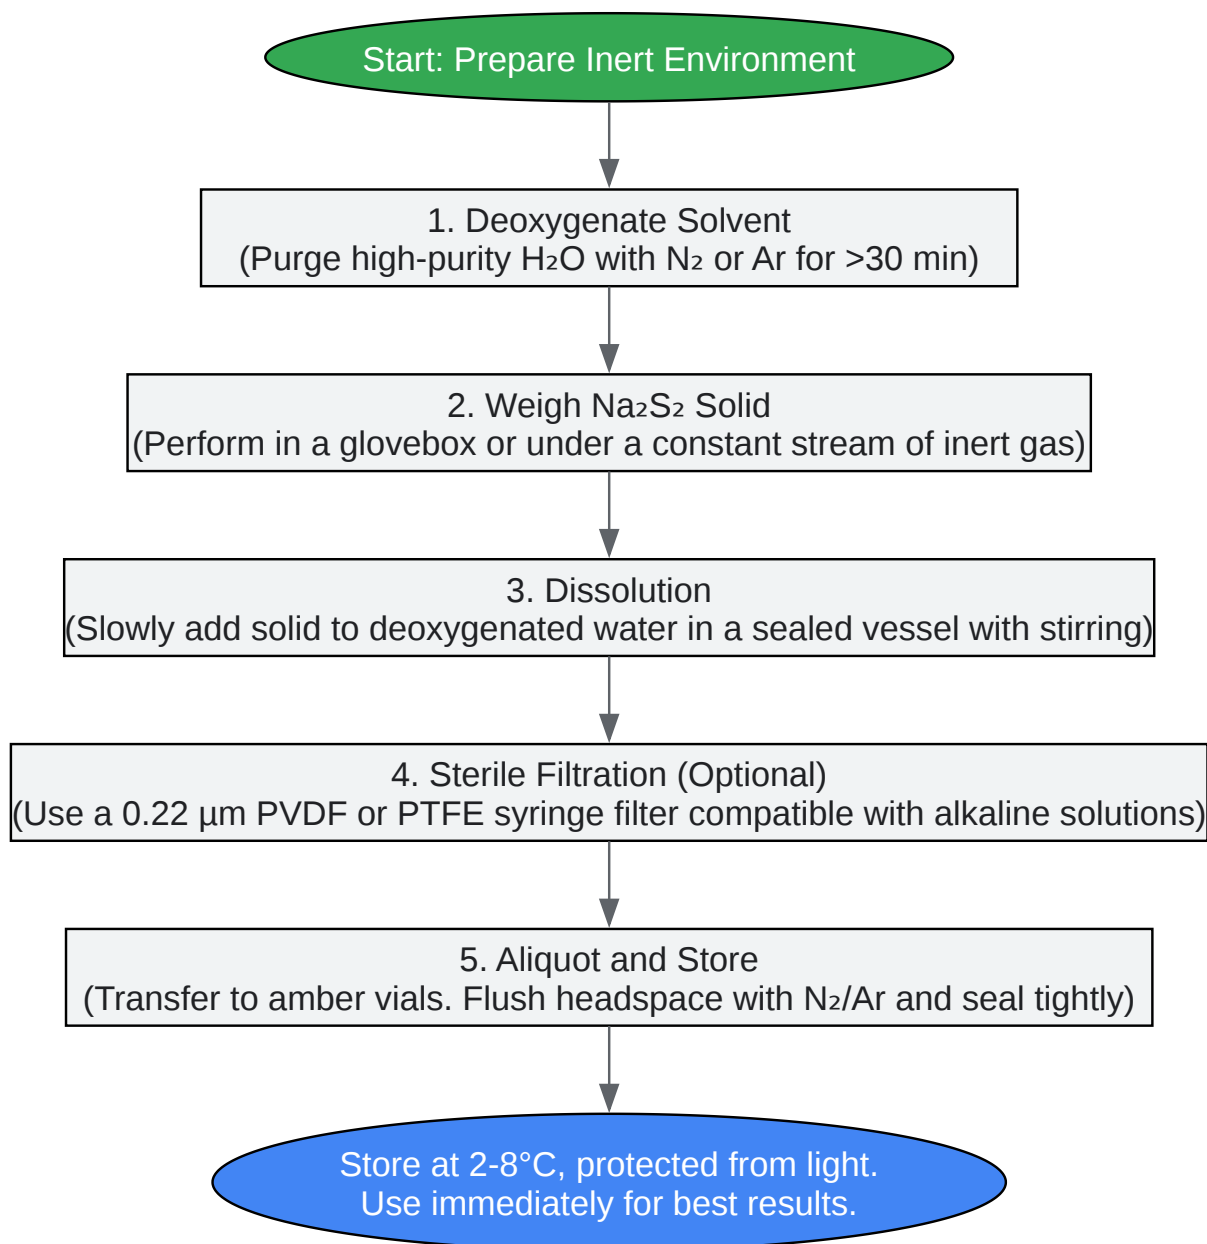 Start: Prepare Inert Environment
1. Deoxygenate Solvent
(Purge high-purity H₂O with N₂ or Ar for >30 min)
2. Weigh Na₂S₂ Solid
(Perform in a glovebox or under a constant stream of inert gas)
3. Dissolution
(Slowly add solid to deoxygenated water in a sealed vessel with stirring)
4. Sterile Filtration (Optional)
(Use a 0.22 µm PVDF or PTFE syringe filter compatible with alkaline solutions)
5. Aliquot and Store
(Transfer to amber vials. Flush headspace with N₂/Ar and seal tightly)
Store at 2-8°C, protected from light.
Use immediately for best results.